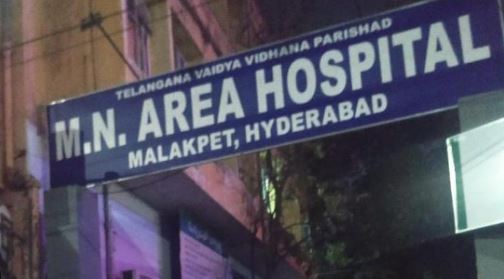 TELANGANA VAIDYA VIDHANA PARISHAD
M.N. AREA HOSPITAL
MALAKPET, HYDERABAD